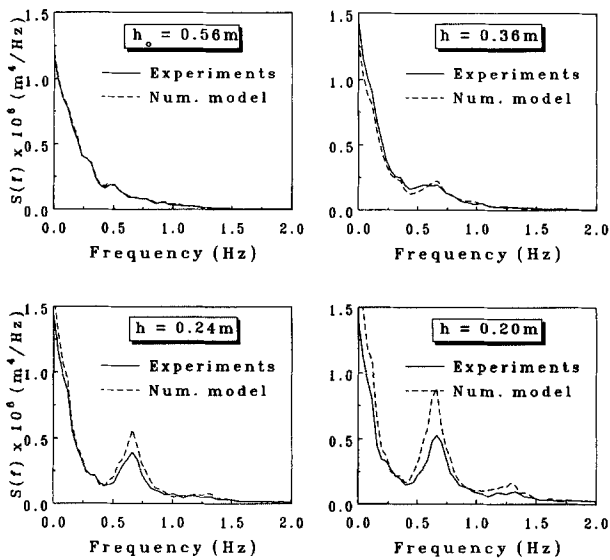 h₀ = 0.56m
Experiments
Num. model
S(f) x 10⁶ (m⁴/Hz)
1.5
1.0
0.5
0.0
0.0 0.5 1.0 1.5 2.0
Frequency (Hz)
h = 0.36m
Experiments
Num. model
1.5
1.0
0.5
0.0
0.0 0.5 1.0 1.5 2.0
Frequency (Hz)
h = 0.24m
Experiments
Num. model
S(f) x 10⁶ (m⁴/Hz)
1.5
1.0
0.5
0.0
0.0 0.5 1.0 1.5 2.0
Frequency (Hz)
h = 0.20m
Experiments
Num. model
1.5
1.0
0.5
0.0
0.0 0.5 1.0 1.5 2.0
Frequency (Hz)